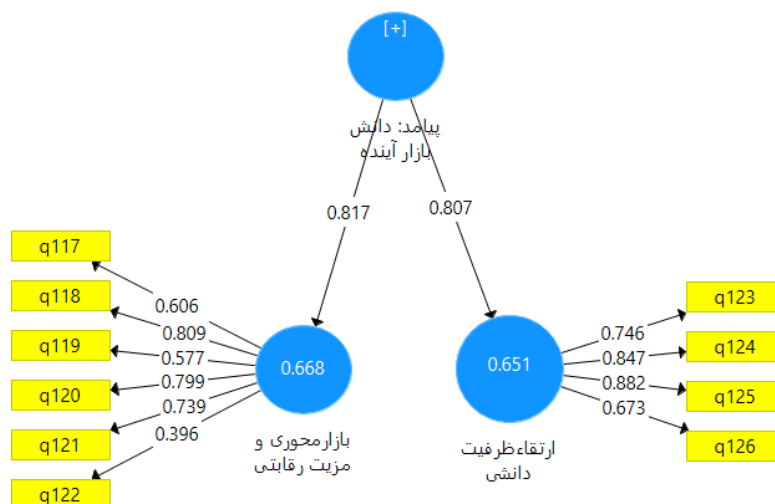 [+]
پیامد: دانش
بازار آینده
0.817
0.807
q117
q118
q119
q120
q121
q122
0.606
0.809
0.577
0.799
0.739
0.396
0.668
بازارمحوری و
مزیت رقابتی
0.651
ارتقاءظرفیت
دانشی
0.746
0.847
0.882
0.673
q123
q124
q125
q126